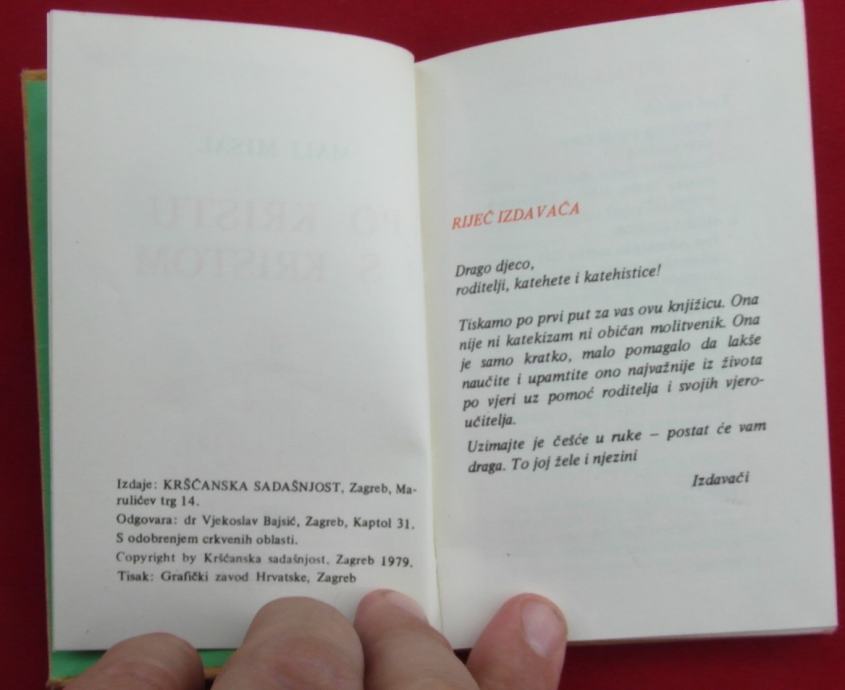 Izdaje: KRŠĆANSKA SADAŠNJOST, Zagreb, Ma-
rulićev trg 14.
Odgovara: dr Vjekoslav Bajsić, Zagreb, Kaptol 31.
S odobrenjem crkvenih oblasti.
Copyright by Kršćanska sadašnjost, Zagreb 1979.
Tisak: Grafički zavod Hrvatske, Zagreb
RIJEČ IZDAVAČA
Drago djeco,
roditelji, katehete i katehistice!
Tiskamo po prvi put za vas ovu knjižicu. Ona
nije ni katekizam ni običan molitvenik. Ona
je samo kratko, malo pomagalo da lakše
naučite i upamtite ono najvažnije iz života
po vjeri uz pomoć roditelja i svojih vjero-
učitelja.
Uzimajte je češće u ruke – postat će vam
draga. To joj žele i njezini
Izdavači